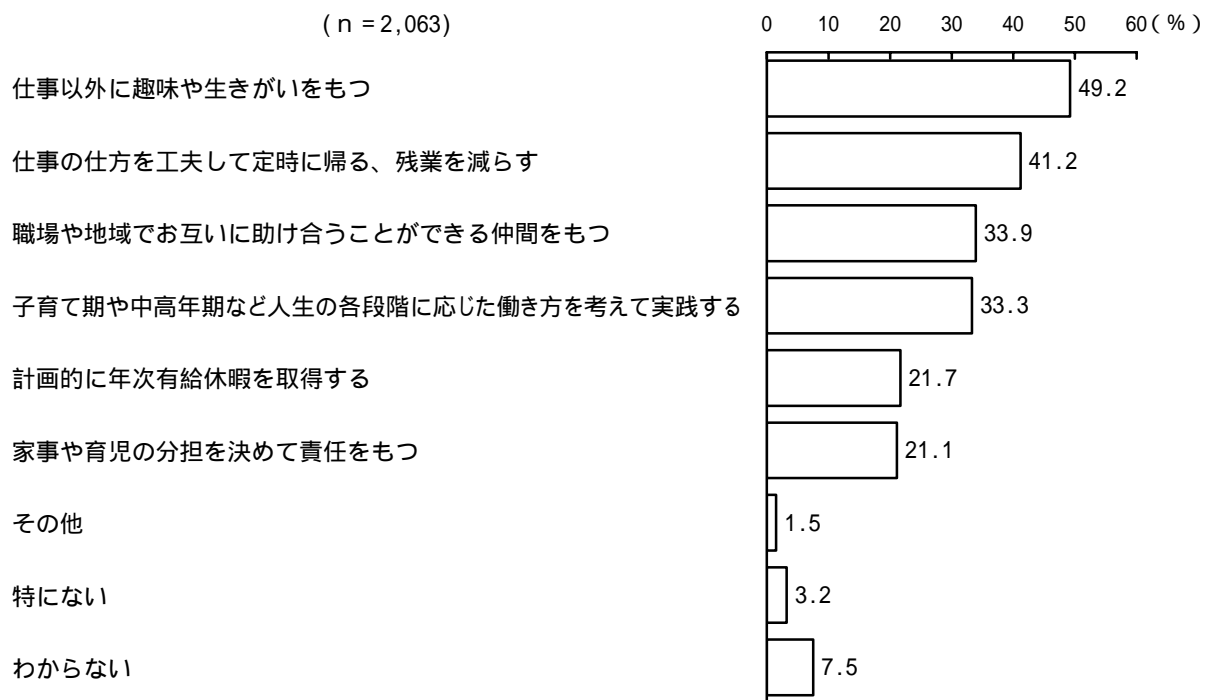 (ｎ=2,063)
0 10 20 30 40 50 60(％)
仕事以外に趣味や生きがいをもつ 49.2
仕事の仕方を工夫して定時に帰る、残業を減らす 41.2
職場や地域でお互いに助け合うことができる仲間をもつ 33.9
子育て期や中高年期など人生の各段階に応じた働き方を考えて実践する 33.3
計画的に年次有給休暇を取得する 21.7
家事や育児の分担を決めて責任をもつ 21.1
その他 1.5
特にない 3.2
わからない 7.5